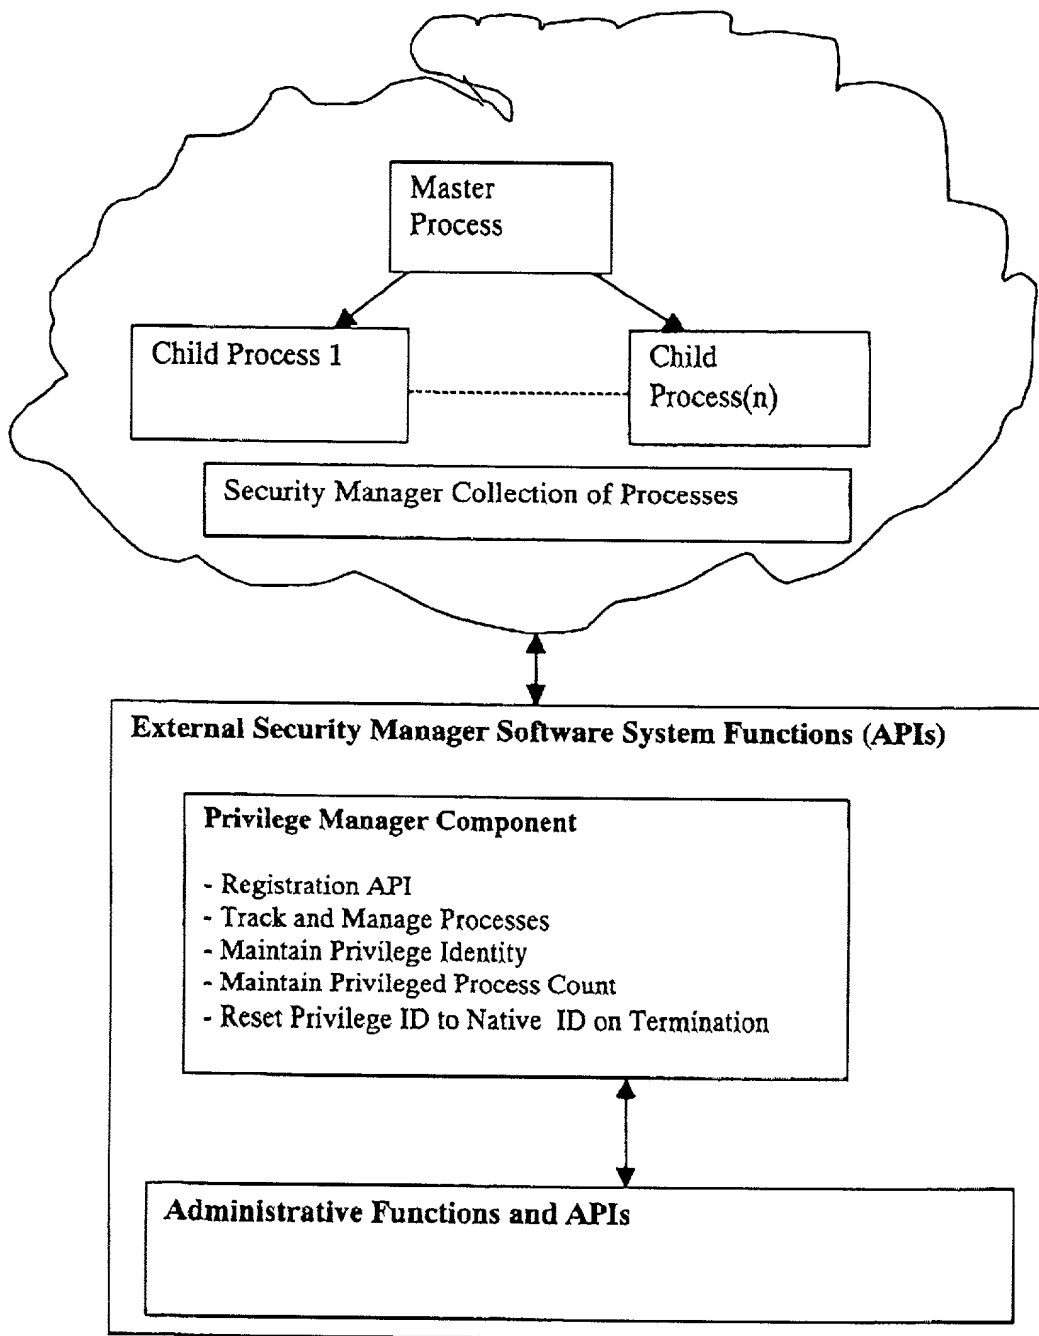 Master
Process
Child Process 1
Child
Process(n)
Security Manager Collection of Processes
External Security Manager Software System Functions (APIs)
Privilege Manager Component
- Registration API
- Track and Manage Processes
- Maintain Privilege Identity
- Maintain Privileged Process Count
- Reset Privilege ID to Native ID on Termination
Administrative Functions and APIs